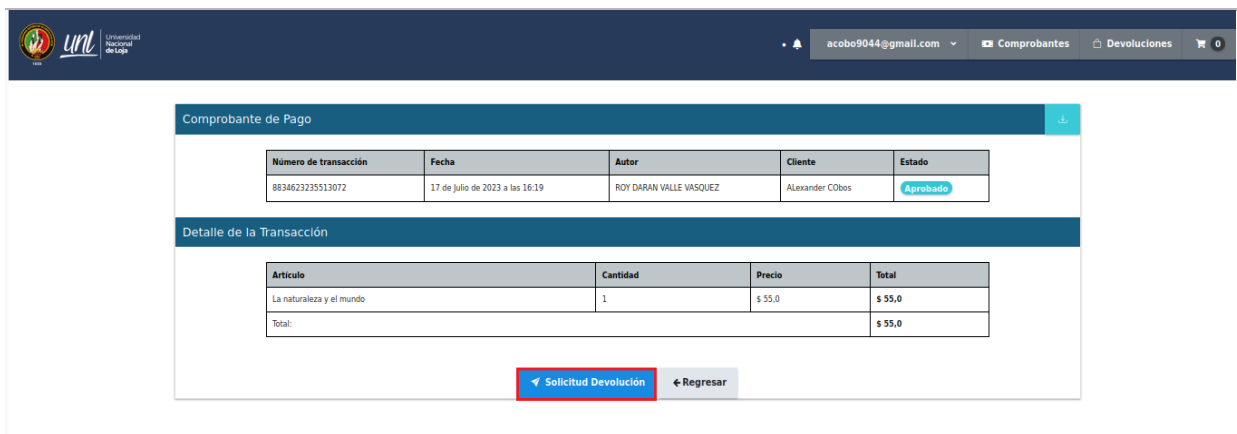 unl Universidad
Nacional
de Loja
acobo9044@gmail.com Comprobantes Devoluciones 0
Comprobante de Pago
Número de transacción Fecha Autor Cliente Estado
8834623235513072 17 de Julio de 2023 a las 16:19 ROY DARAN VALLE VASQUEZ ALexander CObos Aprobado
Detalle de la Transacción
Artículo Cantidad Precio Total
La naturaleza y el mundo 1 $ 55,0 $ 55,0
Total: $ 55,0
Solicitud Devolución Regresar